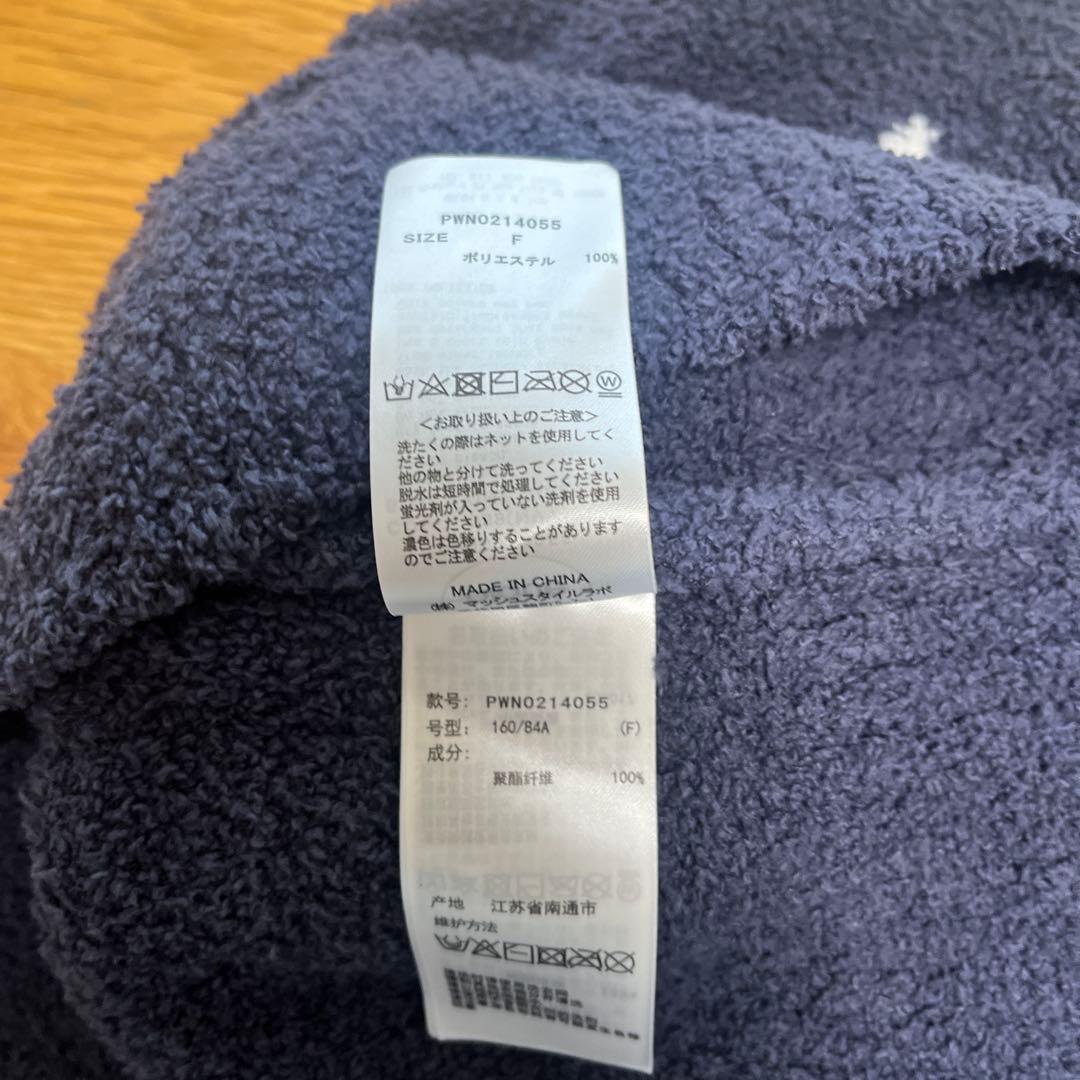 PWNO214055
SIZE F
ポリエステル 100%
<お取り扱い上のご注意>
洗たくの際はネットを使用してく
ださい
他の物と分けて洗ってください
脱水は短時間で処理してください
蛍光剤が入っていない洗剤を使用
してください
濃色は色移りすることがあります
のでご注意ください
MADE IN CHINA
(株) マッシュスタイルラボ
款号: PWNO214055
号型: 160/84A (F)
成分:
聚酯纤维 100%
产地 江苏省南通市
维护方法